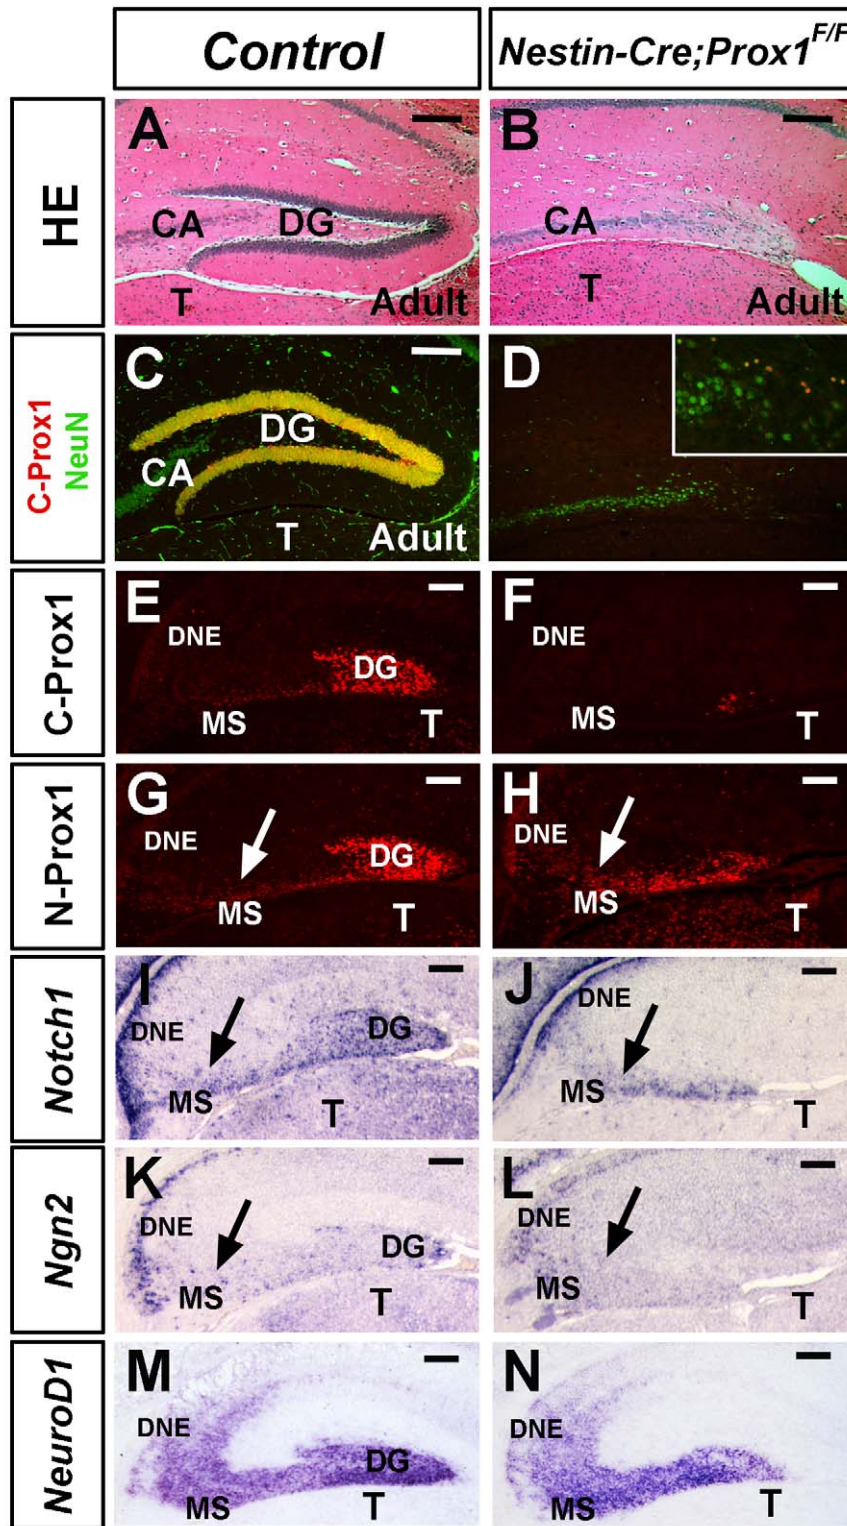 Control
Nestin-Cre;Prox1F/F
HE
A
CA
DG
T
Adult
B
CA
T
Adult
C-Prox1
NeuN
C
DG
CA
T
Adult
D
C-Prox1
E
DNE
DG
MS
T
F
DNE
MS
T
N-Prox1
G
DNE
DG
MS
T
H
DNE
MS
T
Notch1
I
DNE
DG
MS
T
J
DNE
MS
T
Ngn2
K
DNE
DG
MS
T
L
DNE
MS
T
NeuroD1
M
DNE
DG
MS
T
N
DNE
MS
T